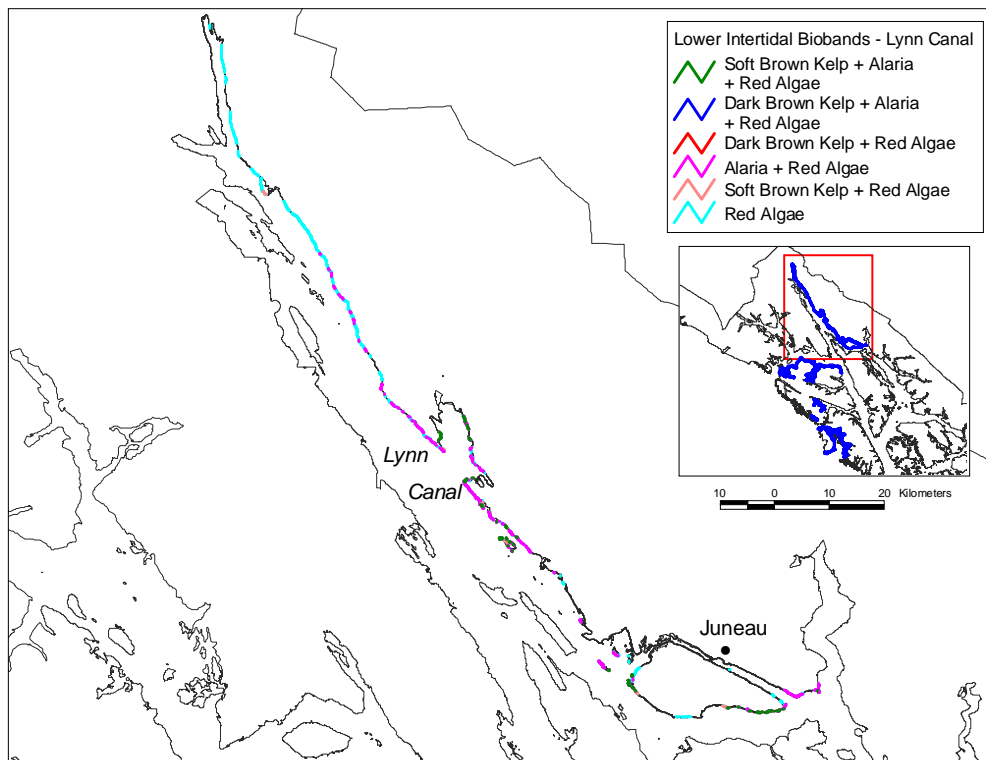 Lower Intertidal Biobands - Lynn Canal
Soft Brown Kelp + Alaria
+ Red Algae
Dark Brown Kelp + Alaria
+ Red Algae
Dark Brown Kelp + Red Algae
Alaria + Red Algae
Soft Brown Kelp + Red Algae
Red Algae
10 0 10 20 Kilometers
Lynn
Canal
Juneau